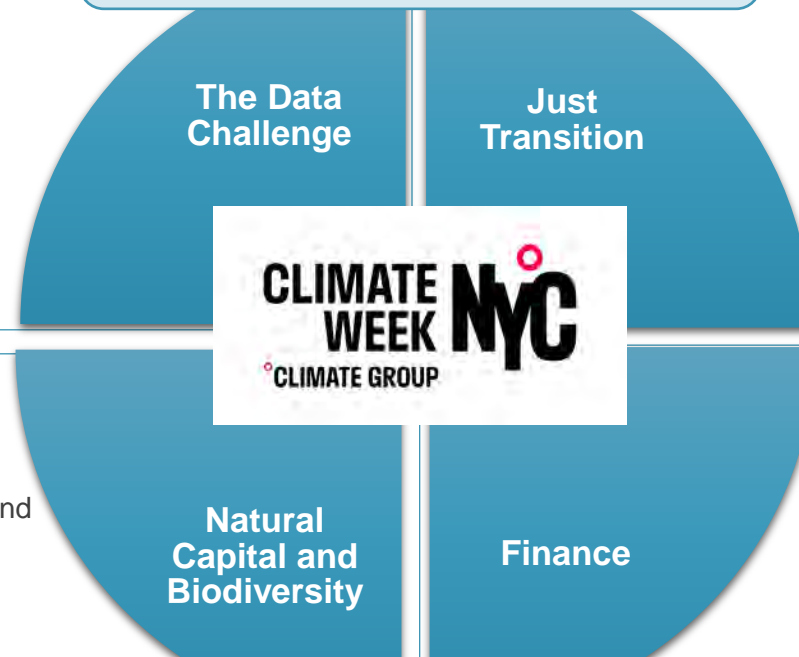 The Data
Challenge
Just
Transition
CLIMATE
WEEK NYC
°CLIMATE GROUP
nd
Natural
Capital and
Biodiversity
Finance